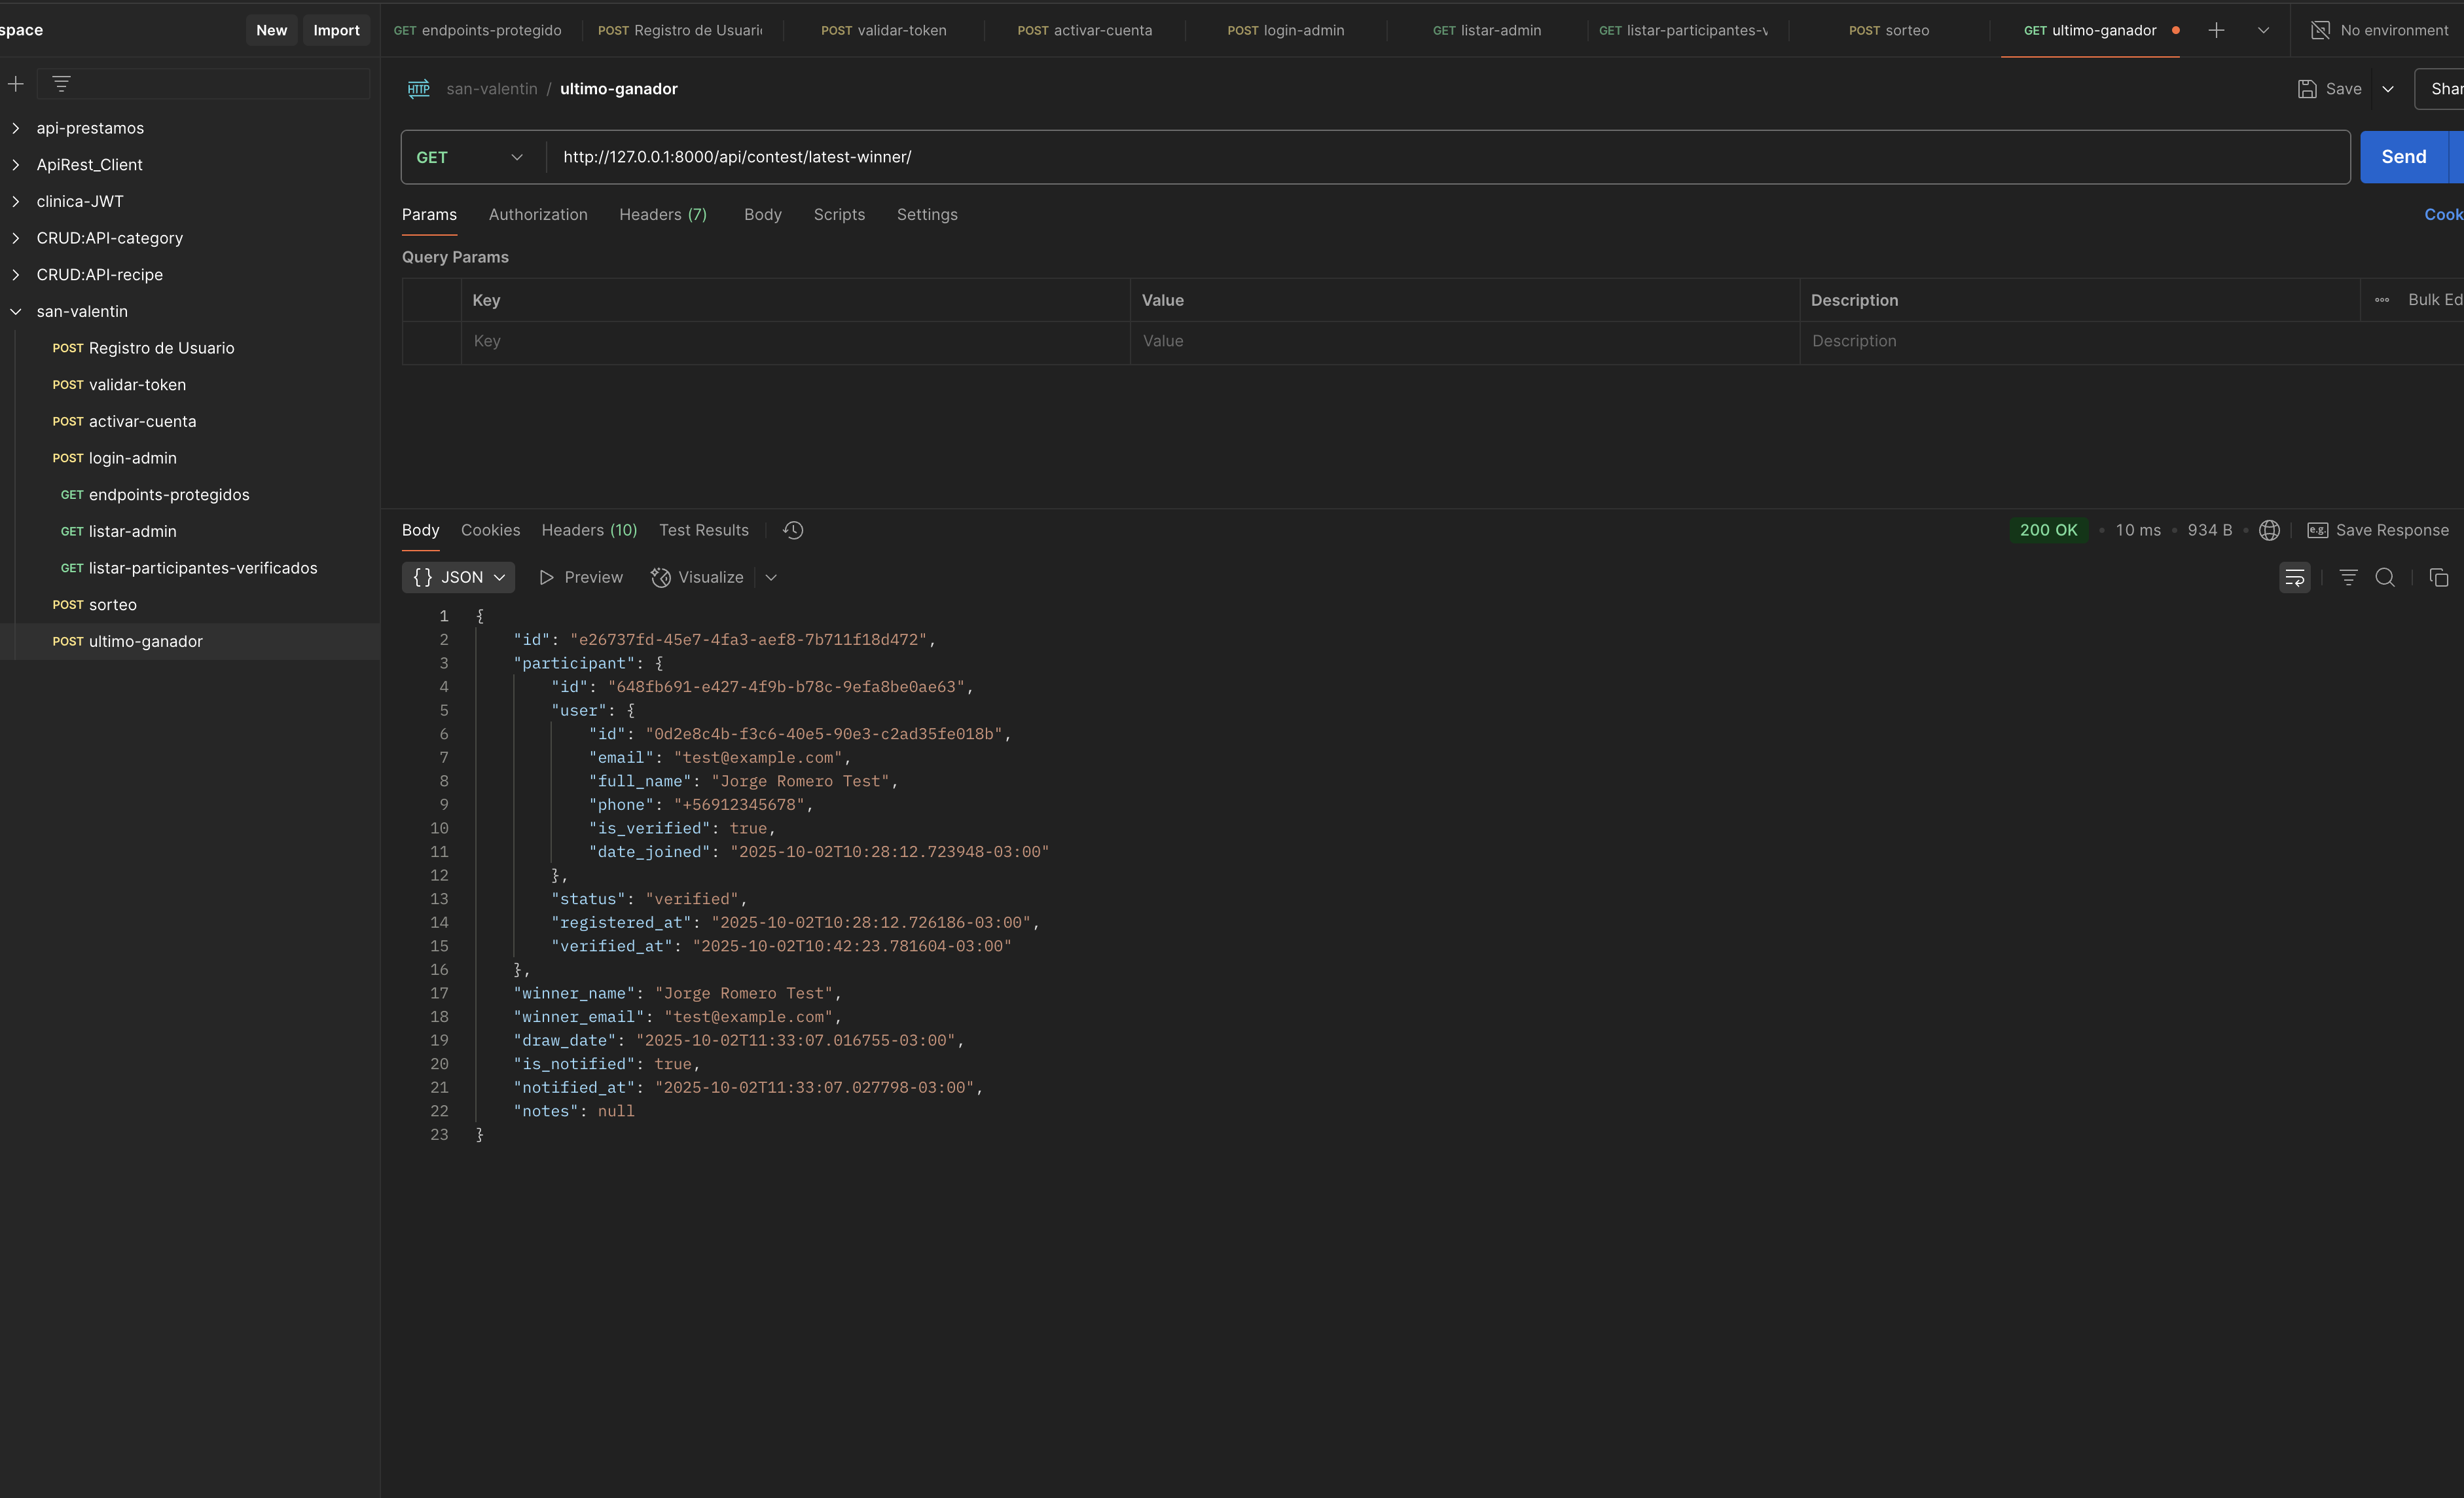 space
New
Import
GET endpoints-protegido
POST Registro de Usuari
POST validar-token
POST activar-cuenta
POST login-admin
GET listar-admin
GET listar-participantes-v
POST sorteo
GET ultimo-ganador
No environment
HTTP san-valentin / ultimo-ganador
Save
Shar
GET http://127.0.0.1:8000/api/contest/latest-winner/
Send
Params Authorization Headers (7) Body Scripts Settings
Cook
Query Params
Key Value Description Bulk Ed
Key Value Description
api-prestamos
ApiRest_Client
clinica-JWT
CRUD:API-category
CRUD:API-recipe
san-valentin
POST Registro de Usuario
POST validar-token
POST activar-cuenta
POST login-admin
GET endpoints-protegidos
GET listar-admin
GET listar-participantes-verificados
POST sorteo
POST ultimo-ganador
Body Cookies Headers (10) Test Results
200 OK • 10 ms • 934 B
e.g. Save Response
{} JSON Preview Visualize
1 {
2 "id": "e26737fd-45e7-4fa3-aef8-7b711f18d472",
3 "participant": {
4 "id": "648fb691-e427-4f9b-b78c-9efa8be0ae63",
5 "user": {
6 "id": "0d2e8c4b-f3c6-40e5-90e3-c2ad35fe018b",
7 "email": "test@example.com",
8 "full_name": "Jorge Romero Test",
9 "phone": "+56912345678",
10 "is_verified": true,
11 "date_joined": "2025-10-02T10:28:12.723948-03:00"
12 },
13 "status": "verified",
14 "registered_at": "2025-10-02T10:28:12.726186-03:00",
15 "verified_at": "2025-10-02T10:42:23.781604-03:00"
16 },
17 "winner_name": "Jorge Romero Test",
18 "winner_email": "test@example.com",
19 "draw_date": "2025-10-02T11:33:07.016755-03:00",
20 "is_notified": true,
21 "notified_at": "2025-10-02T11:33:07.027798-03:00",
22 "notes": null
23 }